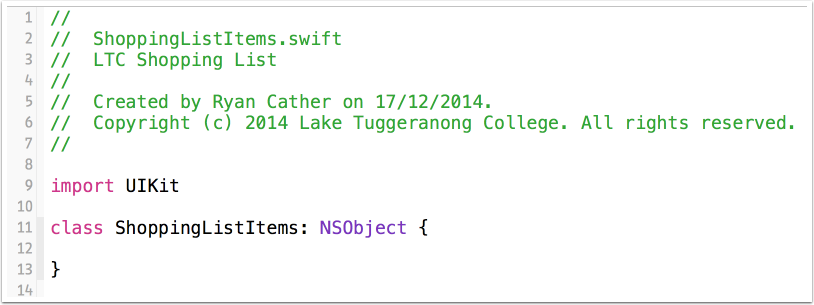 1 //
2 //  ShoppingListItems.swift
3 //  LTC Shopping List
4 //
5 //  Created by Ryan Cather on 17/12/2014.
6 //  Copyright (c) 2014 Lake Tuggeranong College. All rights reserved.
7 //
8
9 import UIKit
10
11 class ShoppingListItems: NSObject {
12
13 }
14